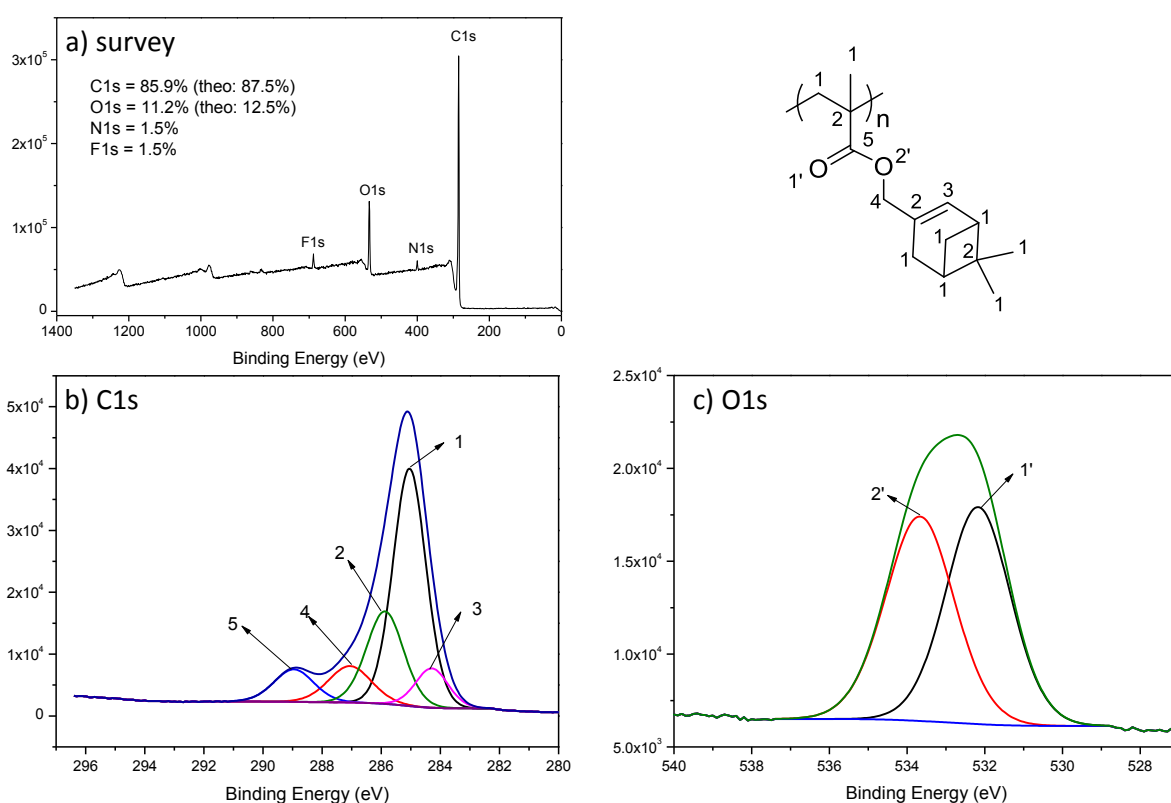 a) survey
C1s = 85.9% (theo: 87.5%)
O1s = 11.2% (theo: 12.5%)
N1s = 1.5%
F1s = 1.5%
C1s
O1s
F1s
N1s
3x10⁵
2x10⁵
1x10⁵
0
1400 1200 1000 800 600 400 200 0
Binding Energy (eV)
1
1
2
n
5
O
1'
O
2'
4
2
3
1
1
2
1
1
1
1
b) C1s
5x10⁴
4x10⁴
3x10⁴
2x10⁴
1x10⁴
0
1
2
3
4
5
296 294 292 290 288 286 284 282 280
Binding Energy (eV)
c) O1s
2.5x10⁴
2.0x10⁴
1.5x10⁴
1.0x10⁴
5.0x10³
2'
1'
540 538 536 534 532 530 528
Binding Energy (eV)